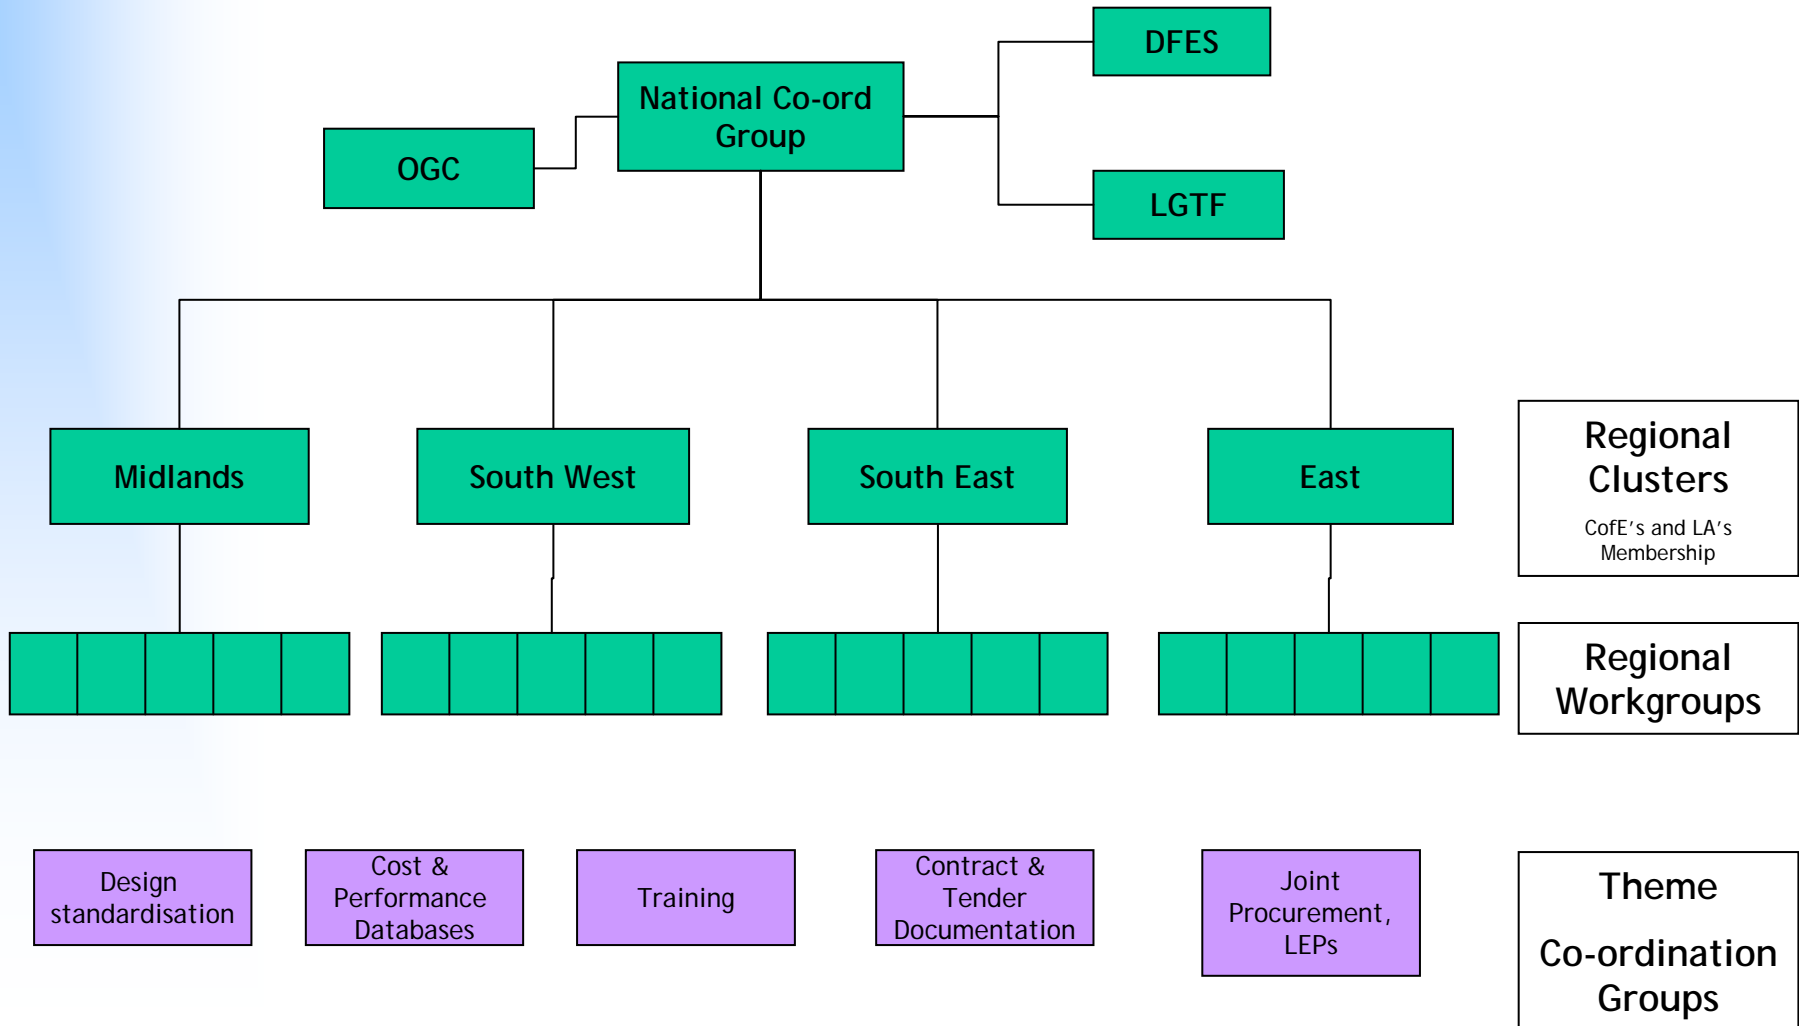 DFES
National Co-ord
Group
OGC
LGTF
Midlands
South West
South East
East
Regional
Clusters
CofE's and LA's
Membership
Regional
Workgroups
Design
standardisation
Cost &
Performance
Databases
Training
Contract &
Tender
Documentation
Joint
Procurement,
LEPs
Theme
Co-ordination
Groups